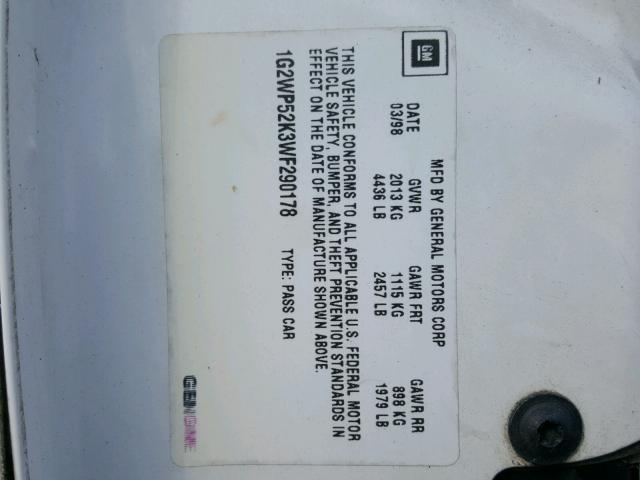 GM
MFD BY GENERAL MOTORS CORP
DATE GVWR GAWR FRT GAWR RR
03/98 2013 KG 1115 KG 898 KG
4436 LB 2457 LB 1979 LB
THIS VEHICLE CONFORMS TO ALL APPLICABLE U.S. FEDERAL MOTOR
VEHICLE SAFETY, BUMPER, AND THEFT PREVENTION STANDARDS IN
EFFECT ON THE DATE OF MANUFACTURE SHOWN ABOVE.
1G2WP52K3WF290178 TYPE: PASS CAR